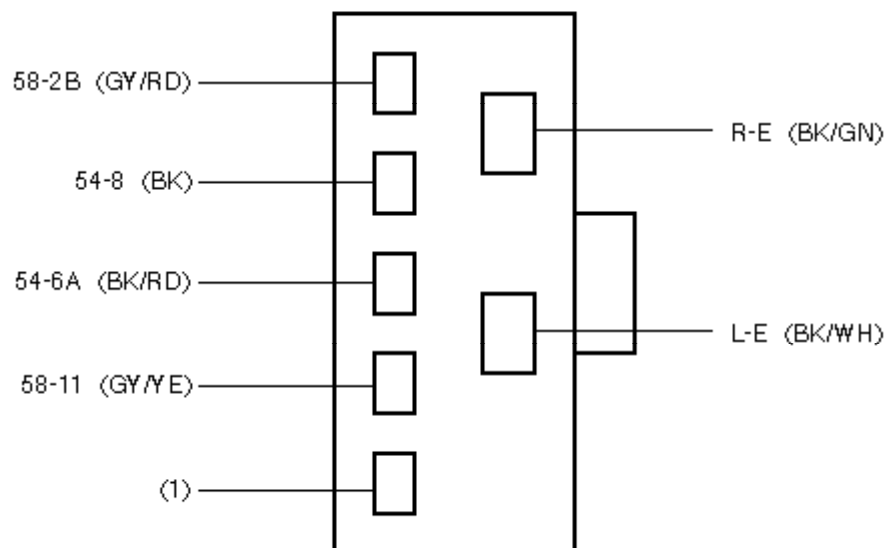 58-2B (GY/RD)
54-8 (BK)
54-6A (BK/RD)
58-11 (GY/YE)
(1)
R-E (BK/GN)
L-E (BK/WH)